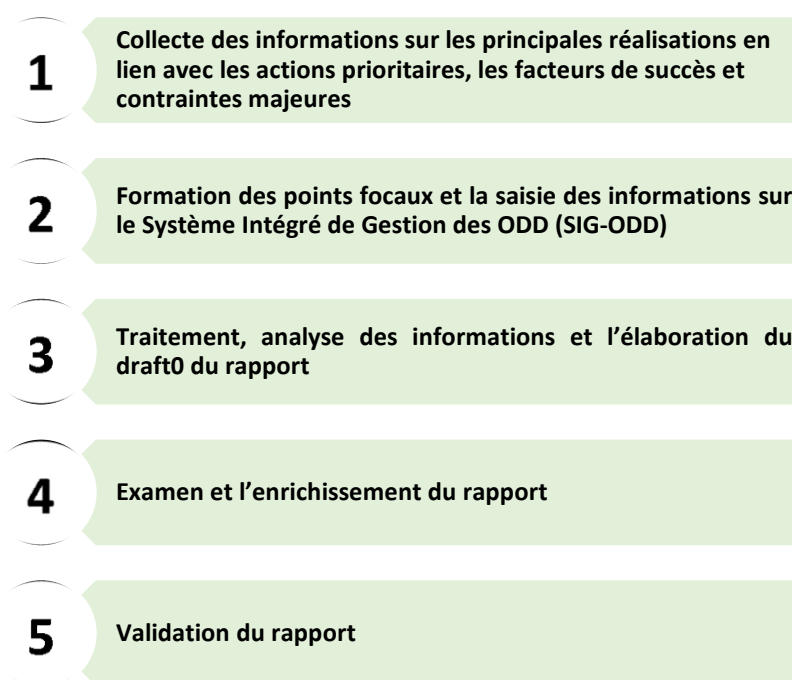 1
Collecte des informations sur les principales réalisations en
lien avec les actions prioritaires, les facteurs de succès et
contraintes majeures
2
Formation des points focaux et la saisie des informations sur
le Système Intégré de Gestion des ODD (SIG-ODD)
3
Traitement, analyse des informations et l’élaboration du
draft0 du rapport
4
Examen et l’enrichissement du rapport
5
Validation du rapport